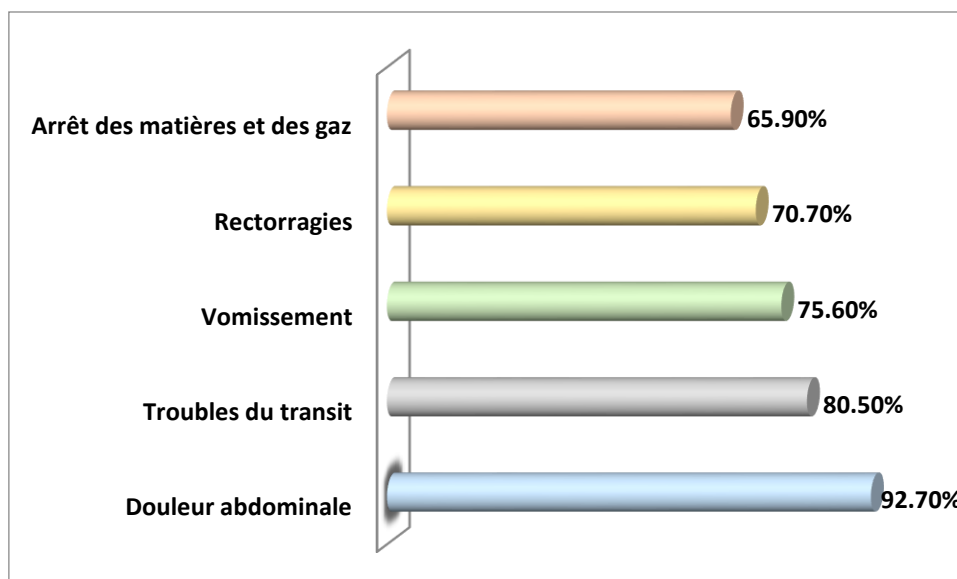 Arrêt des matières et des gaz
65.90%
Rectorragies
70.70%
Vomissement
75.60%
Troubles du transit
80.50%
Douleur abdominale
92.70%